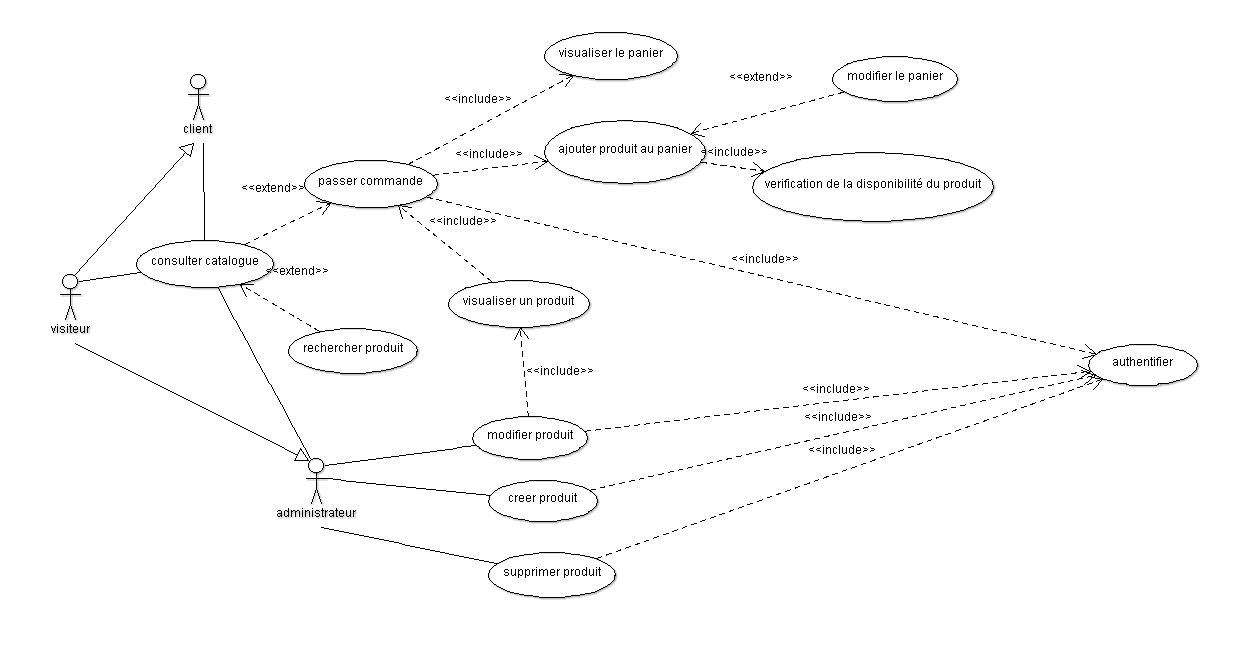 visualiser le panier
<<extend>>
modifier le panier
<<include>>
client
<<include>>
ajouter produit au panier
<<include>>
passer commande
<<extend>>
verification de la disponibilité du produit
<<include>>
consulter catalogue
<<extend>>
<<include>>
visualiser un produit
visiteur
rechercher produit
authentifier
<<include>>
<<include>>
<<include>>
modifier produit
<<include>>
creer produit
administrateur
supprimer produit